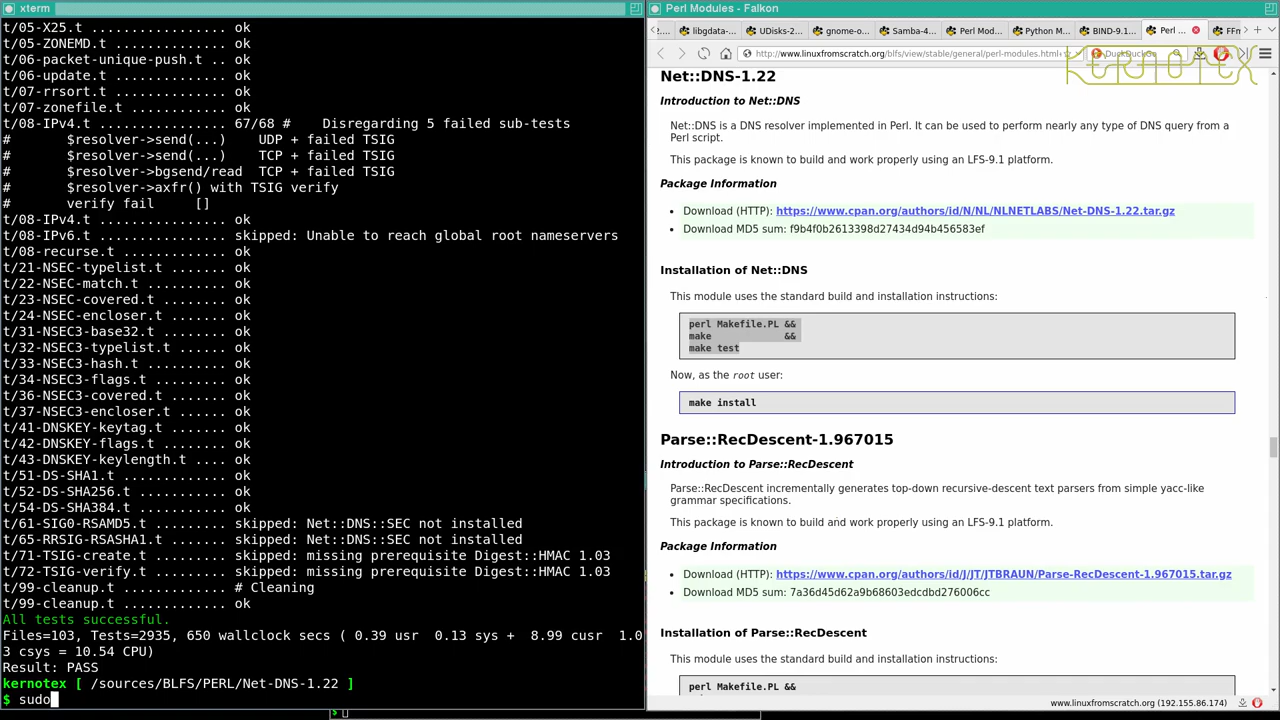 xterm
t/05-X25.t ................ ok
t/05-ZONEMD.t ............. ok
t/06-packet-unique-push.t .. ok
t/06-update.t ............. ok
t/07-rrsort.t ............. ok
t/07-zonefile.t ........... ok
t/08-IPv4.t ............... 67/68 #    Disregarding 5 failed sub-tests
#       $resolver->send(...)    UDP + failed TSIG
#       $resolver->send(...)    TCP + failed TSIG
#       $resolver->bgsend/read  TCP + failed TSIG
#       $resolver->axfr() with TSIG verify
#       verify fail     []
t/08-IPv4.t ............... ok
t/08-IPv6.t ............... skipped: Unable to reach global root nameservers
t/08-recurse.t ............ ok
t/21-NSEC-typelist.t ...... ok
t/22-NSEC-match.t ......... ok
t/23-NSEC-covered.t ....... ok
t/24-NSEC-encloser.t ...... ok
t/31-NSEC3-base32.t ....... ok
t/32-NSEC3-typelist.t ..... ok
t/33-NSEC3-hash.t ......... ok
t/34-NSEC3-flags.t ........ ok
t/36-NSEC3-covered.t ...... ok
t/37-NSEC3-encloser.t ..... ok
t/41-DNSKEY-keytag.t ...... ok
t/42-DNSKEY-flags.t ....... ok
t/43-DNSKEY-keylength.t .... ok
t/51-DS-SHA1.t ............ ok
t/52-DS-SHA256.t .......... ok
t/54-DS-SHA384.t .......... ok
t/61-SIG0-RSAMD5.t ........ skipped: Net::DNS::SEC not installed
t/65-RRSIG-RSASHA1.t ...... skipped: Net::DNS::SEC not installed
t/71-TSIG-create.t ........ skipped: missing prerequisite Digest::HMAC 1.03
t/72-TSIG-verify.t ........ skipped: missing prerequisite Digest::HMAC 1.03
t/99-cleanup.t ............ # Cleaning
t/99-cleanup.t ............ ok
All tests successful.
Files=103, Tests=2935, 650 wallclock secs ( 0.39 usr  0.13 sys +  8.99 cusr  1.0
3 csys = 10.54 CPU)
Result: PASS
kernotex [ /sources/BLFS/PERL/Net-DNS-1.22 ]
$ sudo
$
Perl Modules - Falkon
libgdata- UDisks-2 gnome-o... Samba-4 Perl Mod... Python M... BIND-9.1... Perl ... FFn
http://www.linuxfromscratch.org/blfs/view/stable/general/perl-modules.html
DuckDuckGo
KERNOTEX
Net::DNS-1.22
Introduction to Net::DNS
Net::DNS is a DNS resolver implemented in Perl. It can be used to perform nearly any type of DNS query from a
Perl script.
This package is known to build and work properly using an LFS-9.1 platform.
Package Information
• Download (HTTP): https://www.cpan.org/authors/id/N/NL/NLNETLABS/Net-DNS-1.22.tar.gz
• Download MD5 sum: f9b4f0b2613398d27434d94b456583ef
Installation of Net::DNS
This module uses the standard build and installation instructions:
perl Makefile.PL &&
make            &&
make test
Now, as the root user:
make install
Parse::RecDescent-1.967015
Introduction to Parse::RecDescent
Parse::RecDescent incrementally generates top-down recursive-descent text parsers from simple yacc-like
grammar specifications.
This package is known to build and work properly using an LFS-9.1 platform.
Package Information
• Download (HTTP): https://www.cpan.org/authors/id/J/JT/JTBRAUN/Parse-RecDescent-1.967015.tar.gz
• Download MD5 sum: 7a36d45d62a9b68603edcdbd276006cc
Installation of Parse::RecDescent
This module uses the standard build and installation instructions:
perl Makefile.PL &&
www.linuxfromscratch.org (192.155.86.174)